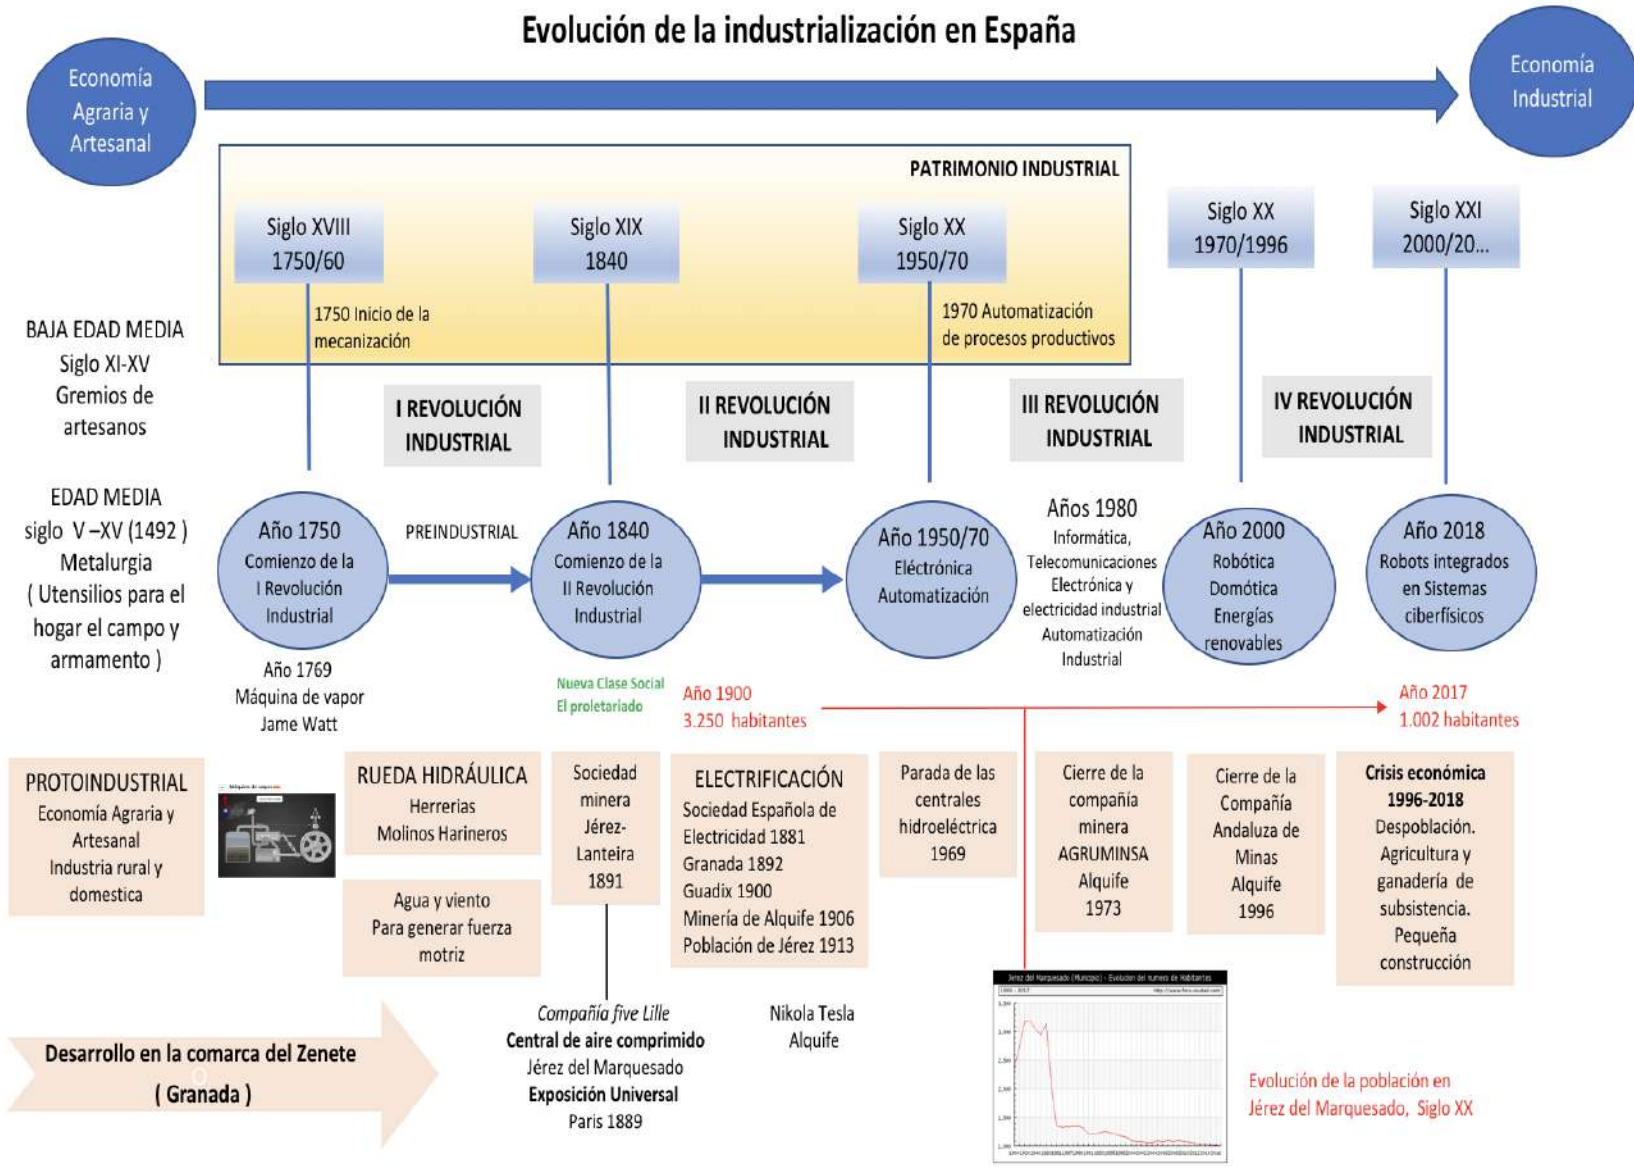 Evolución de la industrialización en España
Economía
Agraria y
Artesanal
Economía
Industrial
PATRIMONIO INDUSTRIAL
Siglo XVIII
1750/60
Siglo XIX
1840
Siglo XX
1950/70
Siglo XX
1970/1996
Siglo XXI
2000/20...
1750 Inicio de la
mecanización
1970 Automatización
de procesos productivos
BAJA EDAD MEDIA
Siglo XI-XV
Gremios de
artesanos
I REVOLUCIÓN
INDUSTRIAL
II REVOLUCIÓN
INDUSTRIAL
III REVOLUCIÓN
INDUSTRIAL
IV REVOLUCIÓN
INDUSTRIAL
EDAD MEDIA
siglo V –XV (1492 )
Metalurgia
( Utensilios para el
hogar el campo y
armamento )
Año 1750
Comienzo de la
I Revolución
Industrial
PREINDUSTRIAL
Año 1840
Comienzo de la
II Revolución
Industrial
Año 1950/70
Eléctrónica
Automatización
Años 1980
Informática,
Telecomunicaciones
Electrónica y
electricidad industrial
Automatización
Industrial
Año 2000
Robótica
Domótica
Energías
renovables
Año 2018
Robots integrados
en Sistemas
ciberfísicos
Año 1769
Máquina de vapor
Jame Watt
Nueva Clase Social
El proletariado
Año 1900
3.250 habitantes
Año 2017
1.002 habitantes
PROTOINDUSTRIAL
Economía Agraria y
Artesanal
Industria rural y
domestica
RUEDA HIDRÁULICA
Herrerias
Molinos Harineros
Agua y viento
Para generar fuerza
motriz
Sociedad
minera
Jérez-
Lanteira
1891
ELECTRIFICACIÓN
Sociedad Española de
Electricidad 1881
Granada 1892
Guadix 1900
Minería de Alquife 1906
Población de Jérez 1913
Parada de las
centrales
hidroeléctrica
1969
Cierre de la
compañía
minera
AGRUMINSA
Alquife
1973
Cierre de la
Compañía
Andaluza de
Minas
Alquife
1996
Crisis económica
1996-2018
Despoblación.
Agricultura y
ganadería de
subsistencia.
Pequeña
construcción
Compañía five Lille
Central de aire comprimido
Jérez del Marquesado
Exposición Universal
Paris 1889
Nikola Tesla
Alquife
Desarrollo en la comarca del Zenete
( Granada )
Jerez del Marquesado (Municipio) - Evolucion del numero de Habitantes
Evolución de la población en
Jérez del Marquesado, Siglo XX